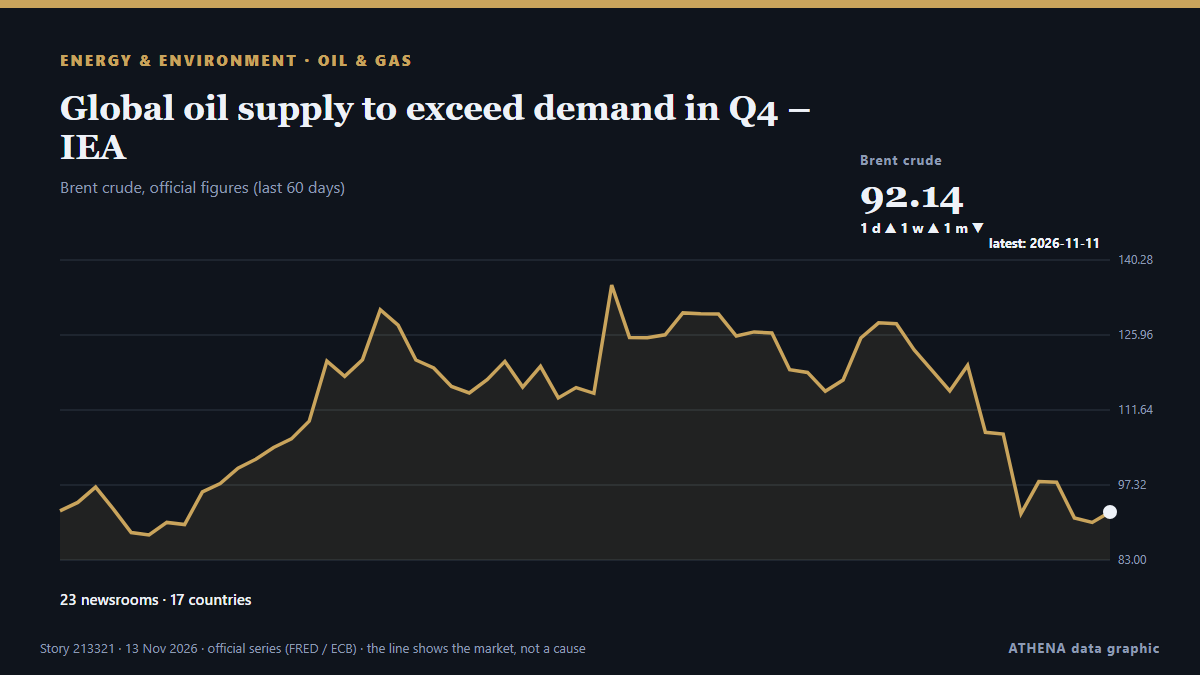 ENERGY & ENVIRONMENT · OIL & GAS
Global oil supply to exceed demand in Q4 –
IEA
Brent crude, official figures (last 60 days)
Brent crude
92.14
1 d ▲ 1 w ▲ 1 m ▼
latest: 2026-11-11
140.28
125.96
111.64
97.32
83.00
23 newsrooms · 17 countries
Story 213321 · 13 Nov 2026 · official series (FRED / ECB) · the line shows the market, not a cause
ATHENA data graphic